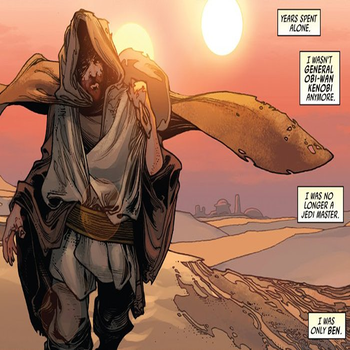 YEARS SPENT
ALONE.
I WASN'T
GENERAL
OBI-WAN
KENOBI
ANYMORE.
I WAS NO
LONGER A
JEDI MASTER.
I WAS
ONLY BEN.